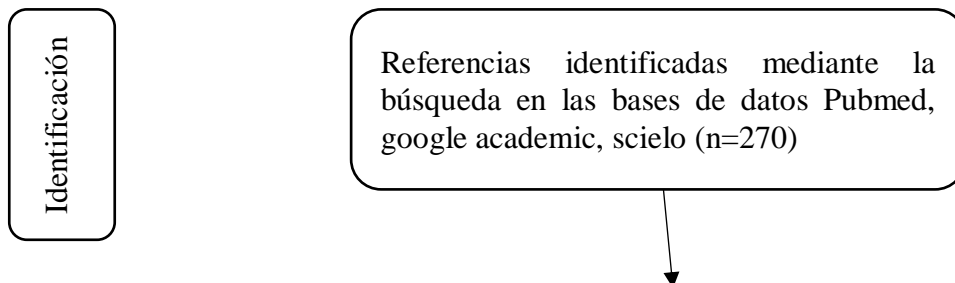 Identificación
Referencias identificadas mediante la
búsqueda en las bases de datos Pubmed,
google academic, scielo (n=270)